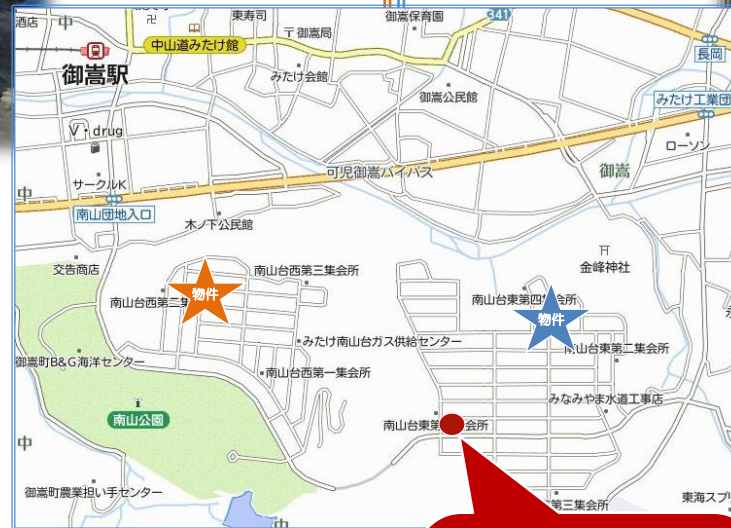 酒店
中
卍
東寿司
〒御嵩局
御嵩保育園
341
中山道みたけ館
長岡
御嵩駅
みたけ会館
御嵩公民館
みたけ工業団
V・drug
ローソン
サークルK
可児御嵩バイパス
御嵩
中
南山団地入口
木ノ下公民館
交告商店
金峰神社
南山台西第三集会所
南山台西第二集
物件
南山台東第四集会所
物件
みたけ南山台ガス供給センター
南山台東第二集会所
御嵩町B&G海洋センター
南山台西第一集会所
みなみやま水道工事店
南山公園
南山台東第
会所
中
御嵩町農業担い手センター
第三集会所
東海スプ
中